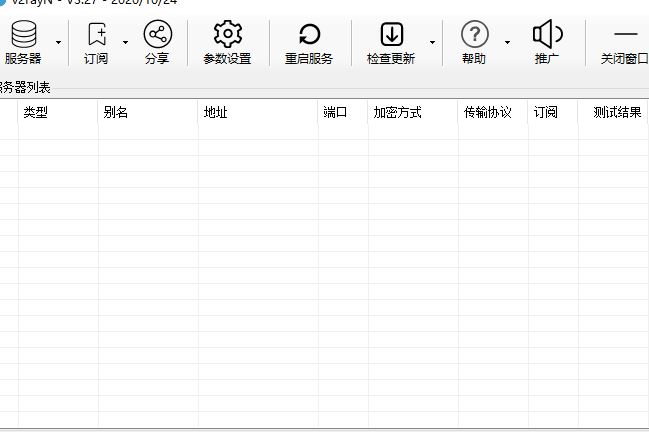 v2rayN - V3.27 - 2020/10/24
服务器 订阅 分享 参数设置 重启服务 检查更新 帮助 推广 关闭窗口
服务器列表
类型 别名 地址 端口 加密方式 传输协议 订阅 测试结果